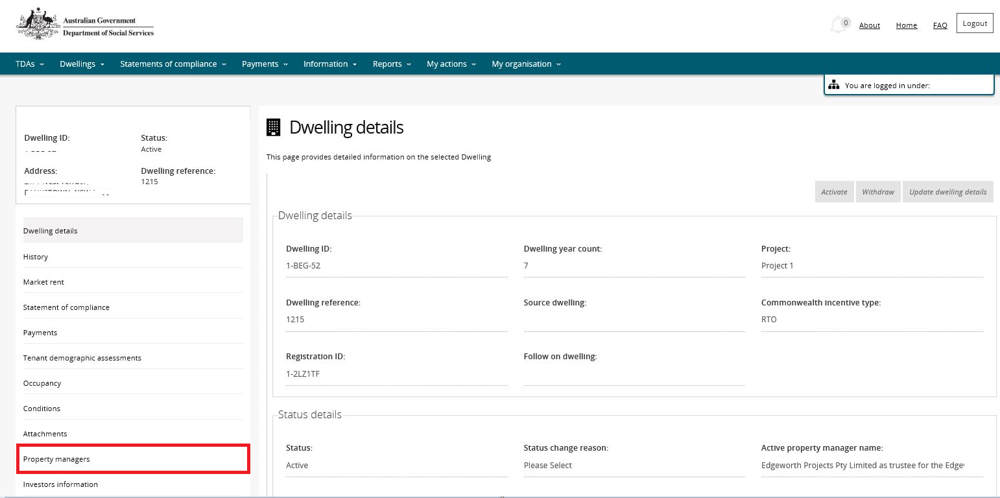 Australian Government
Department of Social Services
0
About
Home
FAQ
Logout
TDAs
Dwellings
Statements of compliance
Payments
Information
Reports
My actions
My organisation
You are logged in under:
Dwelling ID:
Status:
Active
Address:
Dwelling reference:
1215
Dwelling details
History
Market rent
Statement of compliance
Payments
Tenant demographic assessments
Occupancy
Conditions
Attachments
Property managers
Investors information
Dwelling details
This page provides detailed information on the selected Dwelling
Activate
Withdraw
Update dwelling details
Dwelling details
Dwelling ID:
Dwelling year count:
Project:
1-BEG-52
7
Project 1
Dwelling reference:
Source dwelling:
Commonwealth incentive type:
1215
RTO
Registration ID:
Follow on dwelling:
1-2LZ1TF
Status details
Status:
Status change reason:
Active property manager name:
Active
Please Select
Edgeworth Projects Pty Limited as trustee for the